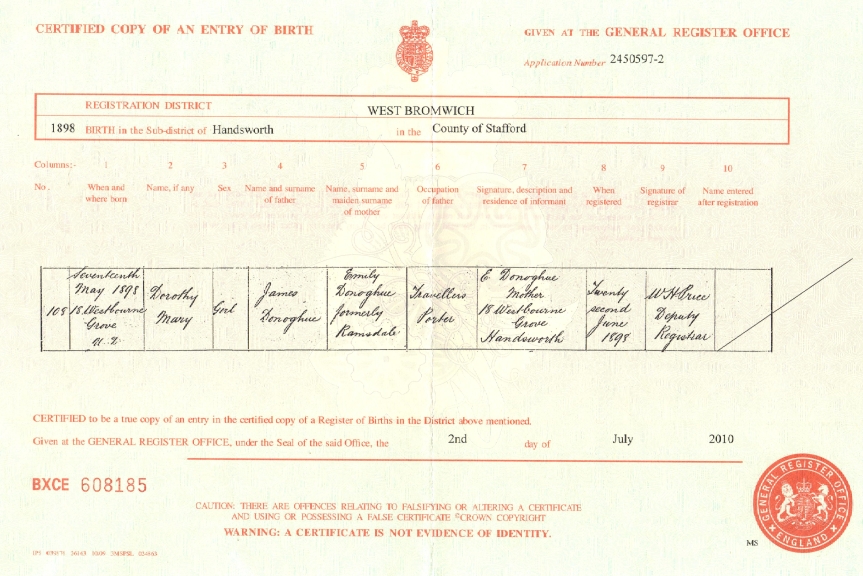 CERTIFIED COPY OF AN ENTRY OF BIRTH
GIVEN AT THE GENERAL REGISTER OFFICE
Application Number 2450597-2
REGISTRATION DISTRICT WEST BROMWICH
1898 BIRTH in the Sub-district of Handsworth in the County of Stafford
Columns:- 1 2 3 4 5 6 7 8 9 10
No. When and where born Name, if any Sex Name and surname of father Name, surname and maiden surname of mother Occupation of father Signature, description and residence of informant When registered Signature of registrar Name entered after registration
Seventeenth
May 1898
18 Westbourne
Grove
Dorothy
Mary
Girl
James
Donoghue
Emily
Donoghue
formerly
Ramsdale
Travellers
Porter
E Donoghue
Mother
18 Westbourne
Grove
Handsworth
Twenty
second
June
1898
W H Price
Deputy
Registrar
CERTIFIED to be a true copy of an entry in the certified copy of a Register of Births in the District above mentioned.
Given at the GENERAL REGISTER OFFICE, under the Seal of the said Office, the 2nd day of July 2010
BXCE 608185
CAUTION: THERE ARE OFFENCES RELATING TO FALSIFYING OR ALTERING A CERTIFICATE
AND USING OR POSSESSING A FALSE CERTIFICATE ©CROWN COPYRIGHT
WARNING: A CERTIFICATE IS NOT EVIDENCE OF IDENTITY.
GENERAL REGISTER OFFICE
ENGLAND
MS